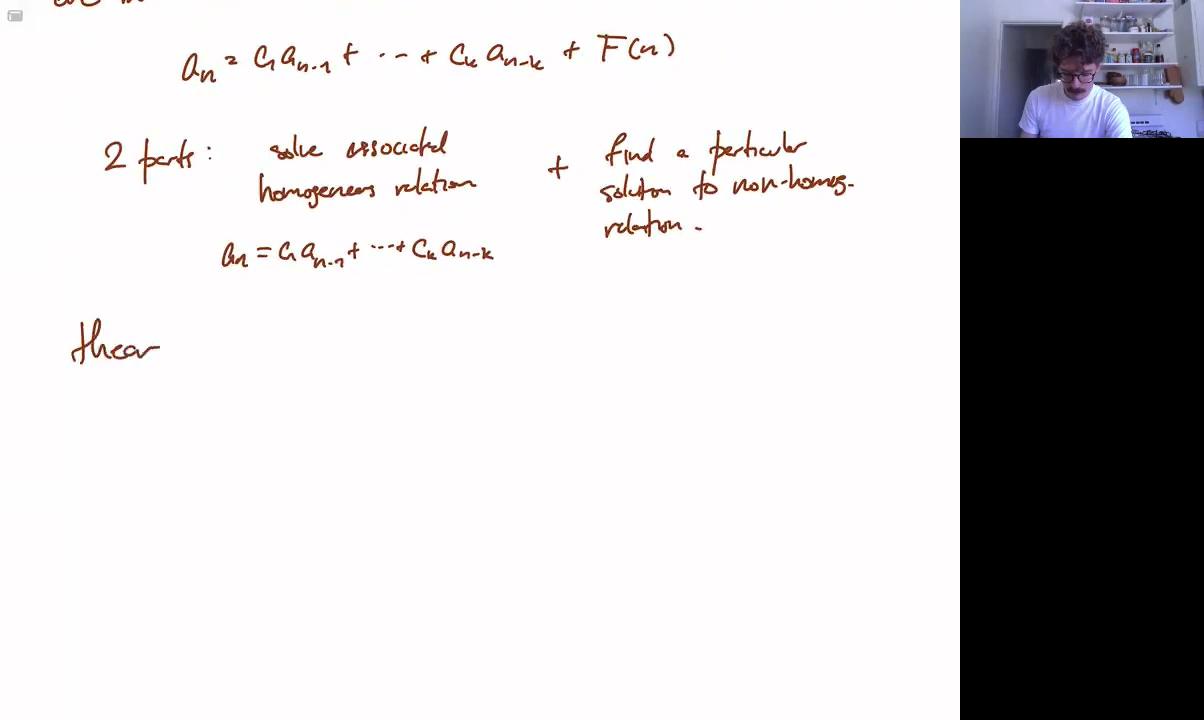 aₙ = c₁aₙ₋₁ + ··· + cₖaₙ₋ₖ + F(n)
2 parts: solve associated + find a particular
homogeneous relation solution to non-homog.
relation.
aₙ = c₁aₙ₋₁ + ···+ cₖaₙ₋ₖ
theor